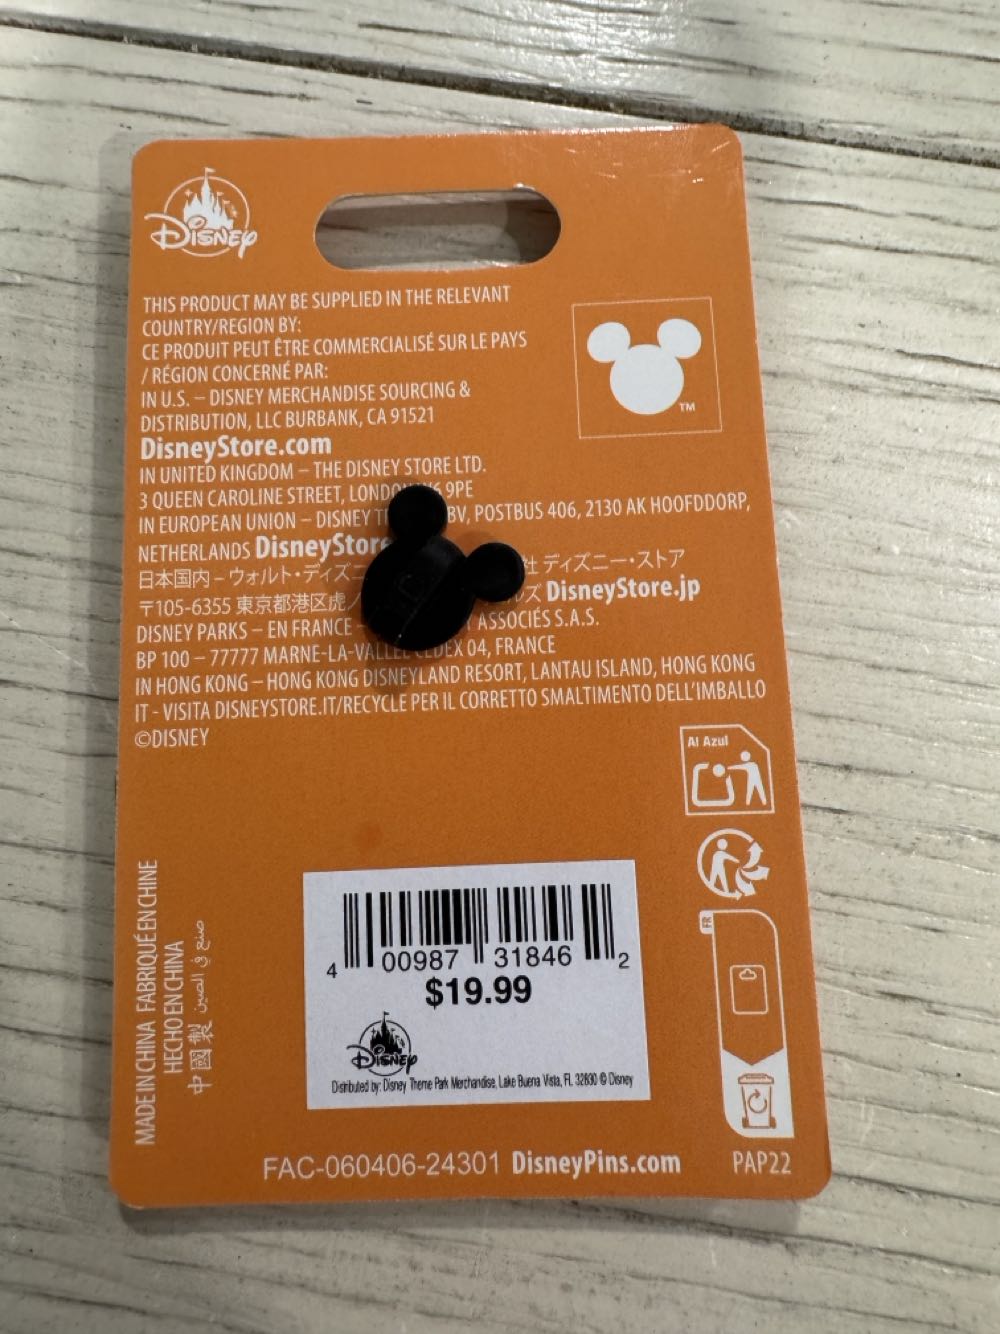 DISNEY
THIS PRODUCT MAY BE SUPPLIED IN THE RELEVANT
COUNTRY/REGION BY:
CE PRODUIT PEUT ÊTRE COMMERCIALISÉ SUR LE PAYS
/ RÉGION CONCERNÉ PAR:
IN U.S. – DISNEY MERCHANDISE SOURCING &
DISTRIBUTION, LLC BURBANK, CA 91521
DisneyStore.com
IN UNITED KINGDOM – THE DISNEY STORE LTD.
3 QUEEN CAROLINE STREET, LONDON 9PE
IN EUROPEAN UNION – DISNEY BV, POSTBUS 406, 2130 AK HOOFDDORP,
NETHERLANDS DisneyStore
日本国内 – ウォルト・ディズニ 社 ディズニー・ストア
〒105-6355 東京都港区虎ノ ルズ DisneyStore.jp
DISNEY PARKS – EN FRANCE ASSOCIÉS S.A.S.
BP 100 – 77777 MARNE-LA-VALLEE CEDEX 04, FRANCE
IN HONG KONG – HONG KONG DISNEYLAND RESORT, LANTAU ISLAND, HONG KONG
IT - VISITA DISNEYSTORE.IT/RECYCLE PER IL CORRETTO SMALTIMENTO DELL'IMBALLO
©DISNEY
TM
Al Azul
FR
MADE IN CHINA FABRIQUÉ EN CHINE
HECHO EN CHINA
中國製 صنع في الصين
4 00987 31846 2
$19.99
DISNEY
Distributed by: Disney Theme Park Merchandise, Lake Buena Vista, FL 32830 © Disney
FAC-060406-24301 DisneyPins.com
PAP22